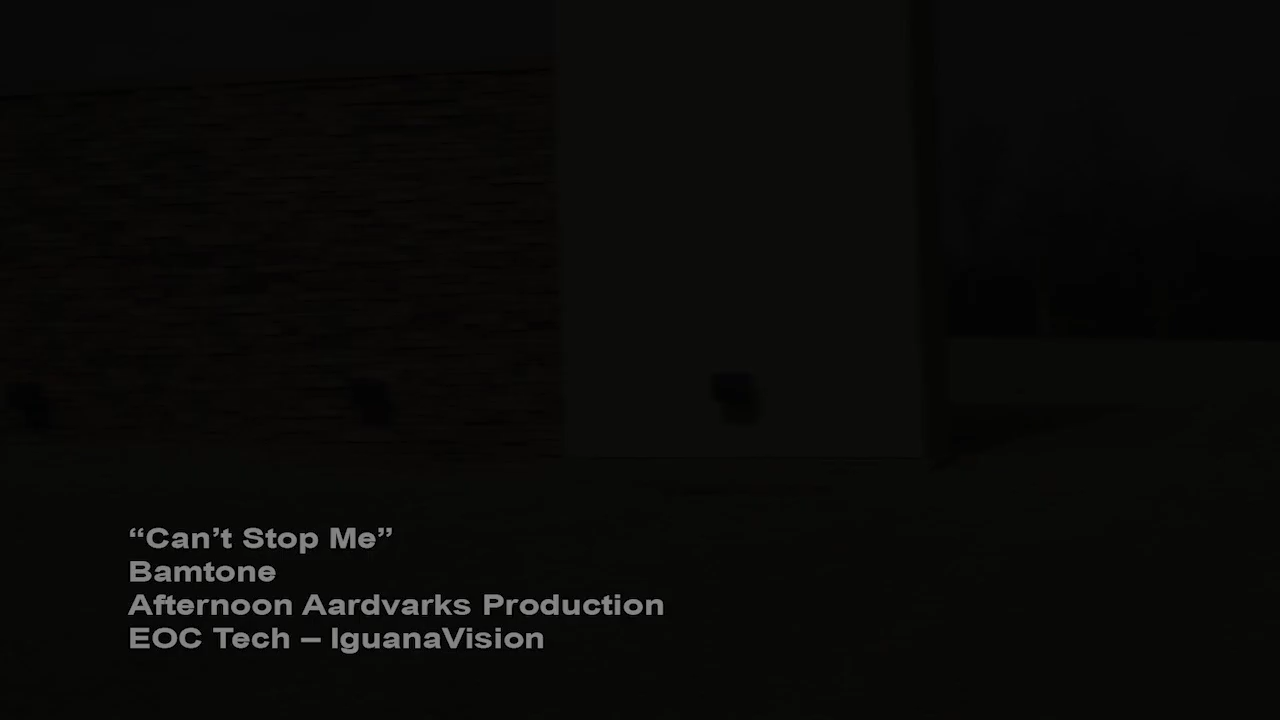 “Can’t Stop Me”
Bamtone
Afternoon Aardvarks Production
EOC Tech – IguanaVision